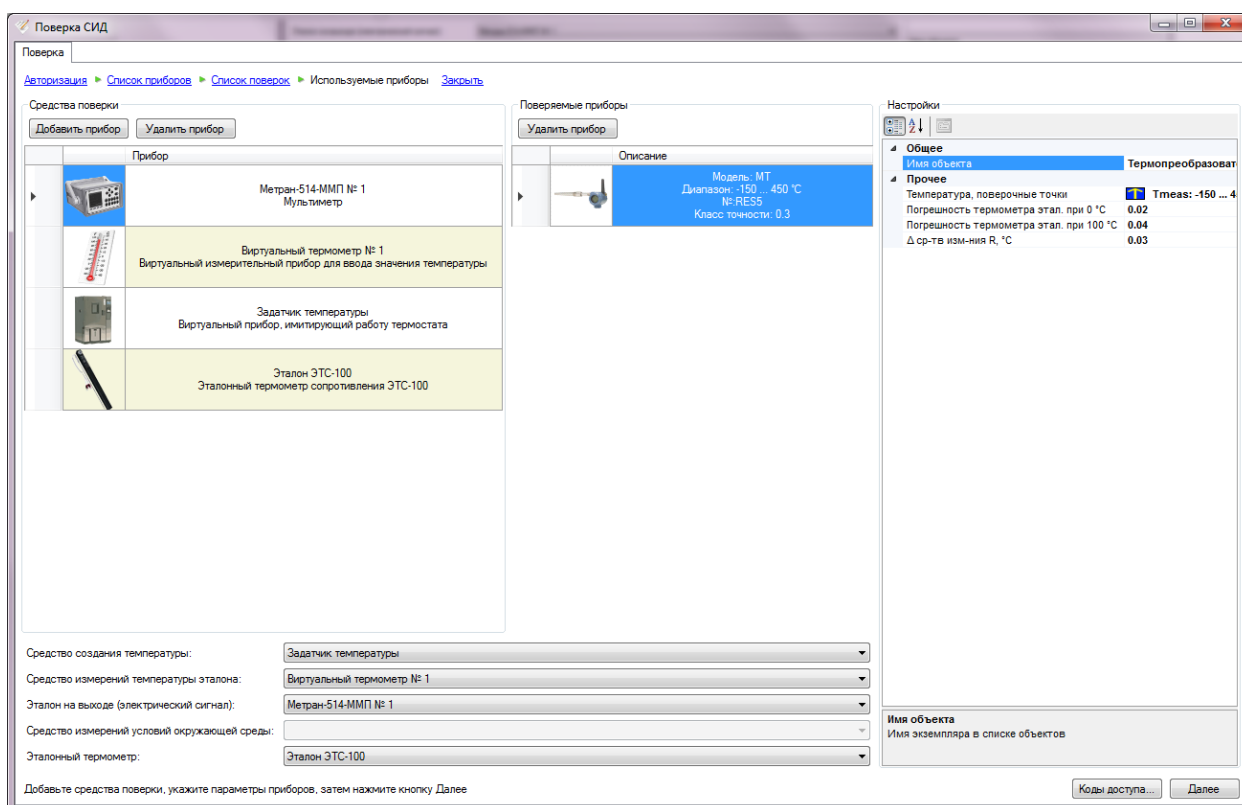 Поверка СИД
Поверка
Авторизация Список приборов Список поверок Используемые приборы Закрыть
Средства поверки
Добавить прибор Удалить прибор
Прибор
Метран-514-ММП № 1
Мультиметр
Виртуальный термометр № 1
Виртуальный измерительный прибор для ввода значения температуры
Задатчик температуры
Виртуальный прибор, имитирующий работу термостата
Эталон ЭТС-100
Эталонный термометр сопротивления ЭТС-100
Поверяемые приборы
Удалить прибор
Описание
Модель: МТ
Диапазон: -150 ... 450 °C
№:RES5
Класс точности: 0.3
Настройки
Общее
Имя объекта Термопреобразоват
Прочее
Температура, поверочные точки Tmeas: -150 ... 4
Погрешность термометра этал. при 0 °C 0.02
Погрешность термометра этал. при 100 °C 0.04
Δ ср-тв изм-ния R, °C 0.03
Имя объекта
Имя экземпляра в списке объектов
Средство создания температуры: Задатчик температуры
Средство измерений температуры эталона: Виртуальный термометр № 1
Эталон на выходе (электрический сигнал): Метран-514-ММП № 1
Средство измерений условий окружающей среды:
Эталонный термометр: Эталон ЭТС-100
Добавьте средства поверки, укажите параметры приборов, затем нажмите кнопку Далее
Коды доступа... Далее